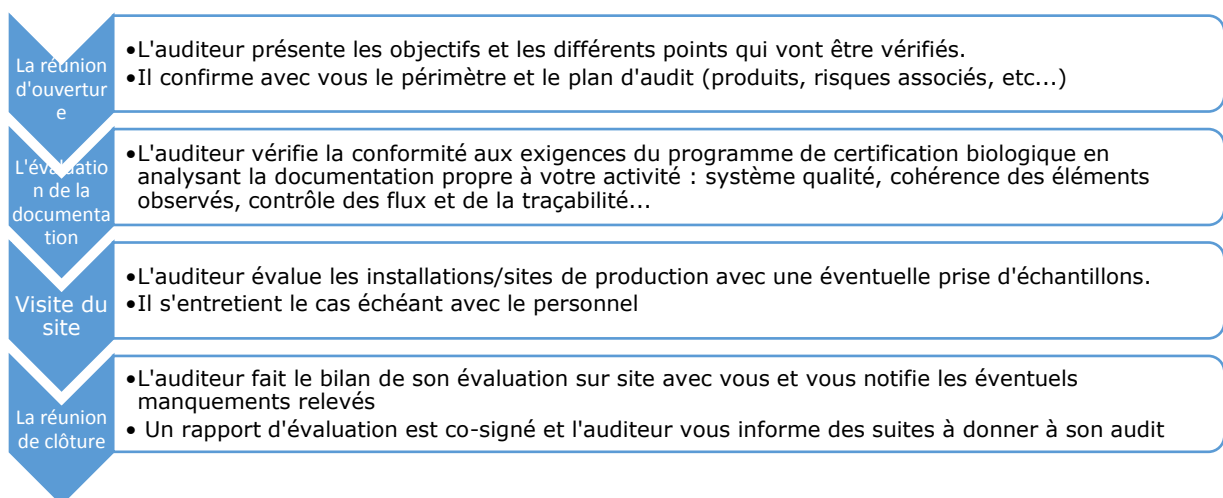 La réunion
d'ouvertur
e
•L'auditeur présente les objectifs et les différents points qui vont être vérifiés.
•Il confirme avec vous le périmètre et le plan d'audit (produits, risques associés, etc...)
L'évaluatio
n de la
documenta
tion
•L'auditeur vérifie la conformité aux exigences du programme de certification biologique en
analysant la documentation propre à votre activité : système qualité, cohérence des éléments
observés, contrôle des flux et de la traçabilité...
Visite du
site
•L'auditeur évalue les installations/sites de production avec une éventuelle prise d'échantillons.
•Il s'entretient le cas échéant avec le personnel
La réunion
de clôture
•L'auditeur fait le bilan de son évaluation sur site avec vous et vous notifie les éventuels
manquements relevés
• Un rapport d'évaluation est co-signé et l'auditeur vous informe des suites à donner à son audit